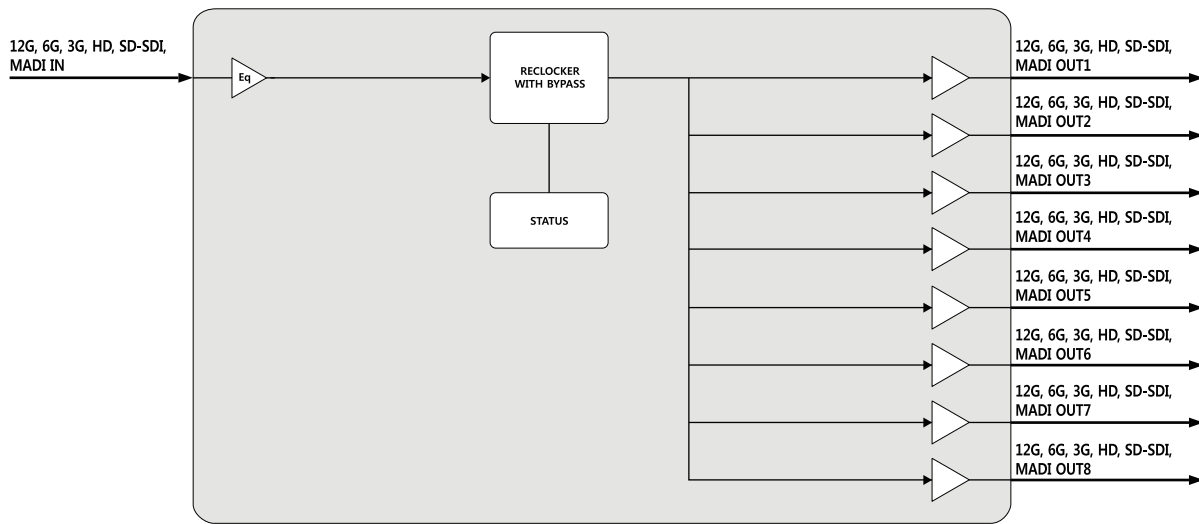 12G, 6G, 3G, HD, SD-SDI,
MADI IN
Eq
RECLOCKER
WITH BYPASS
STATUS
12G, 6G, 3G, HD, SD-SDI,
MADI OUT1
12G, 6G, 3G, HD, SD-SDI,
MADI OUT2
12G, 6G, 3G, HD, SD-SDI,
MADI OUT3
12G, 6G, 3G, HD, SD-SDI,
MADI OUT4
12G, 6G, 3G, HD, SD-SDI,
MADI OUT5
12G, 6G, 3G, HD, SD-SDI,
MADI OUT6
12G, 6G, 3G, HD, SD-SDI,
MADI OUT7
12G, 6G, 3G, HD, SD-SDI,
MADI OUT8